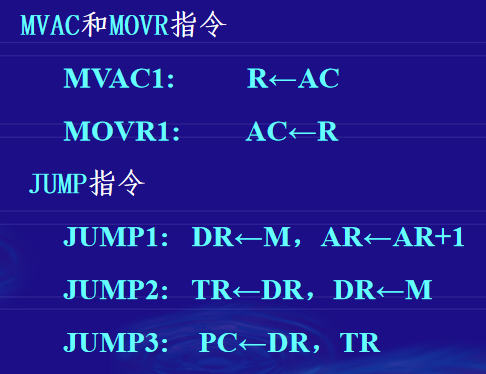 MVAC和MOVR指令
MVAC1: R←AC
MOVR1: AC←R
JUMP指令
JUMP1: DR←M，AR←AR+1
JUMP2: TR←DR，DR←M
JUMP3: PC←DR，TR